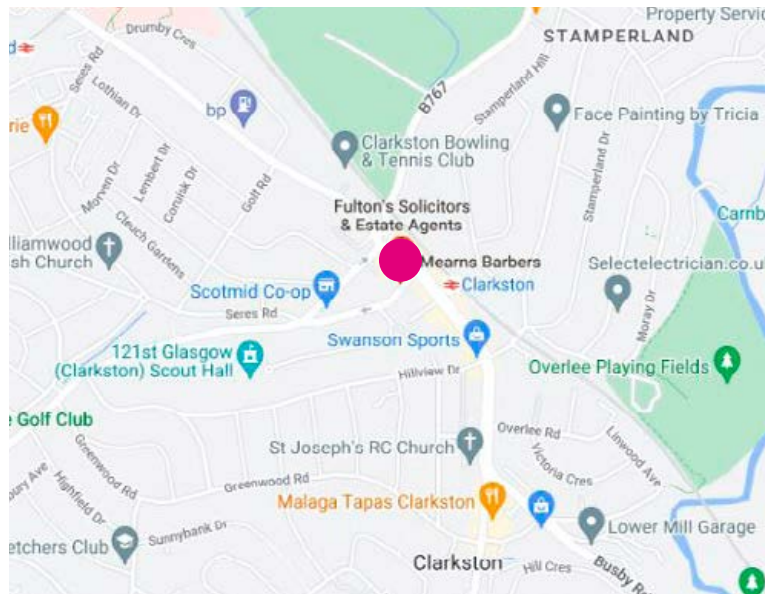 Property Servic
Drumby Cres
STAMPERLAND
d
Seres Rd
Lothian Dr
B767
Stamperland Hill
bp
Face Painting by Tricia
rie
Clarkston Bowling
& Tennis Club
Stamperland Dr
Lembert Dr
Morven Dr
Coruisk Dr
Golf Rd
Fulton's Solicitors
& Estate Agents
Carnb
Cleuch Gardens
lliamwood
sh Church
Mearns Barbers
Selectelectrician.co.u
Scotmid Co-op
Clarkston
Seres Rd
Moray Dr
Swanson Sports
121st Glasgow
(Clarkston) Scout Hall
Hillview Dr
Overlee Playing Fields
e Golf Club
Overlee Rd
St Joseph's RC Church
Linwood Ave
Victoria Cres
Greenwood Rd
Greenwood Rd
bury Ave
Highfield Dr
Malaga Tapas Clarkston
Sunnybank Dr
Lower Mill Garage
etchers Club
Clarkston
Hill Cres
Busby R